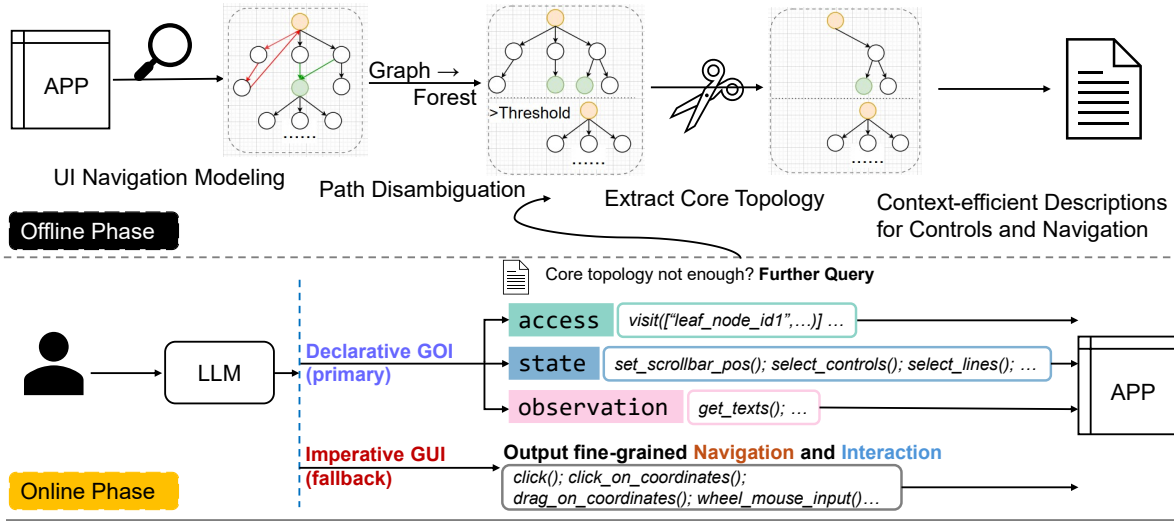 APP
Graph →
Forest
>Threshold
......
......
......
UI Navigation Modeling
Path Disambiguation
Extract Core Topology
Context-efficient Descriptions
for Controls and Navigation
Offline Phase
Core topology not enough? Further Query
access
visit(["leaf_node_id1",…)] …
LLM
Declarative GOI
(primary)
state
set_scrollbar_pos(); select_controls(); select_lines(); …
APP
observation
get_texts(); …
Imperative GUI
(fallback)
Output fine-grained Navigation and Interaction
click(); click_on_coordinates();
drag_on_coordinates(); wheel_mouse_input()…
Online Phase